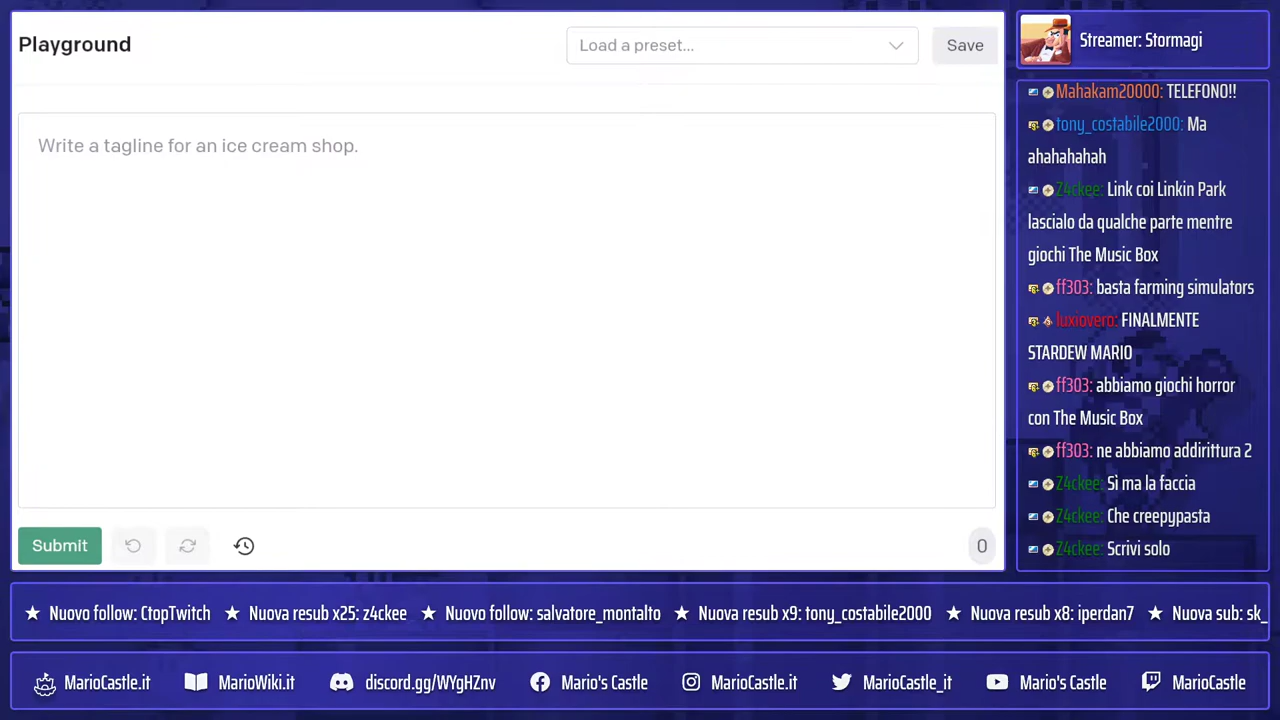 Playground
Load a preset...
Save
Write a tagline for an ice cream shop.
Submit
0
Streamer: Stormagi
Mahakam20000: TELEFONO!!
tony_costabile2000: Ma
ahahahahah
Z4ckee: Link coi Linkin Park
lascialo da qualche parte mentre
giochi The Music Box
ff303: basta farming simulators
luxiovero: FINALMENTE
STARDEW MARIO
ff303: abbiamo giochi horror
con The Music Box
ff303: ne abbiamo addirittura 2
Z4ckee: Sì ma la faccia
Z4ckee: Che creepypasta
Z4ckee: Scrivi solo
★ Nuovo follow: CtopTwitch ★ Nuova resub x25: z4ckee ★ Nuovo follow: salvatore_montalto ★ Nuova resub x9: tony_costabile2000 ★ Nuova resub x8: iperdan7 ★ Nuova sub: sk_
MarioCastle.it MarioWiki.it discord.gg/WYgHZnv Mario's Castle MarioCastle.it MarioCastle_it Mario's Castle MarioCastle